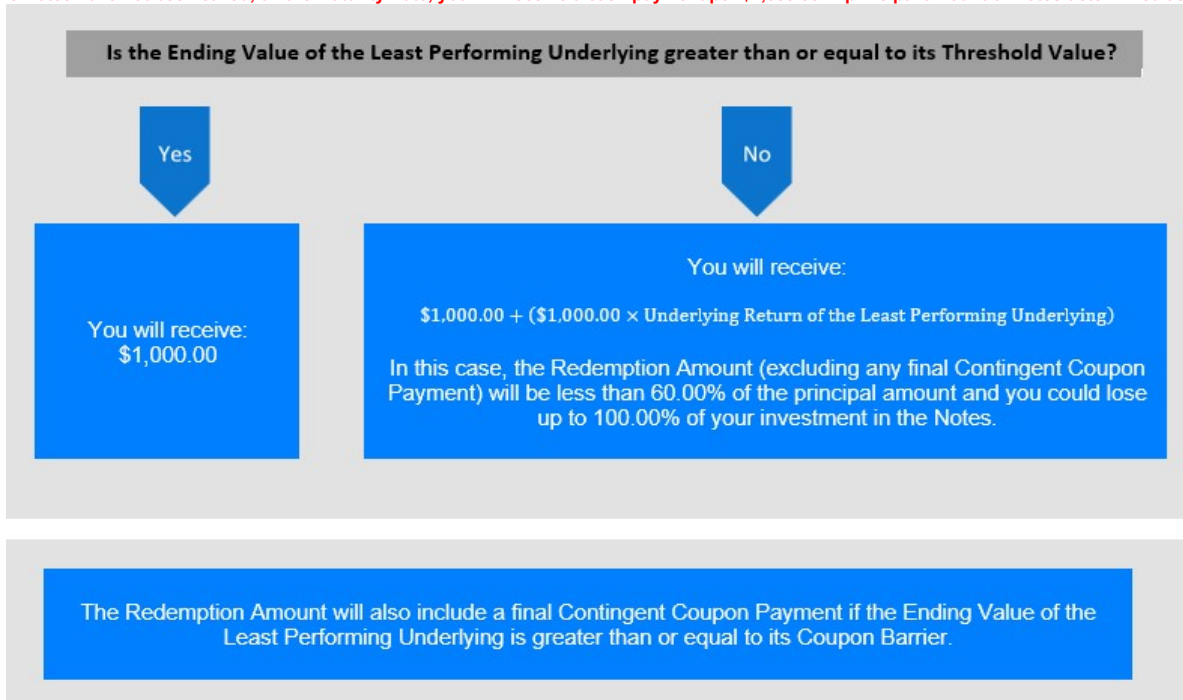 Is the Ending Value of the Least Performing Underlying greater than or equal to its Threshold Value?
Yes
No
You will receive:
$1,000.00
You will receive:
$1,000.00 + ($1,000.00 × Underlying Return of the Least Performing Underlying)
In this case, the Redemption Amount (excluding any final Contingent Coupon
Payment) will be less than 60.00% of the principal amount and you could lose
up to 100.00% of your investment in the Notes.
The Redemption Amount will also include a final Contingent Coupon Payment if the Ending Value of the
Least Performing Underlying is greater than or equal to its Coupon Barrier.